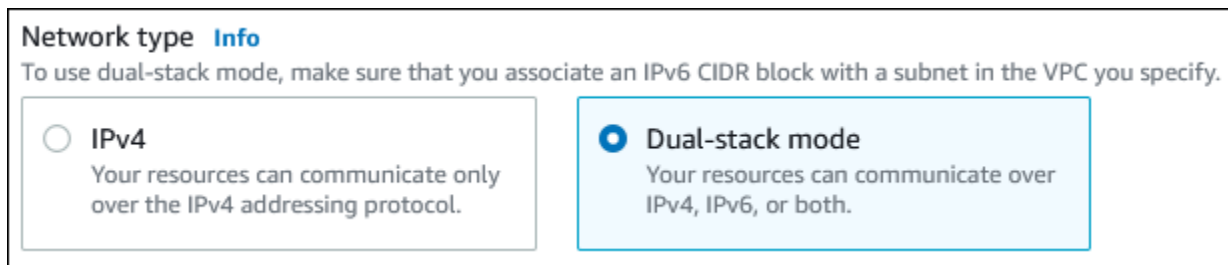 Network type Info
To use dual-stack mode, make sure that you associate an IPv6 CIDR block with a subnet in the VPC you specify.
IPv4
Your resources can communicate only
over the IPv4 addressing protocol.
Dual-stack mode
Your resources can communicate over
IPv4, IPv6, or both.